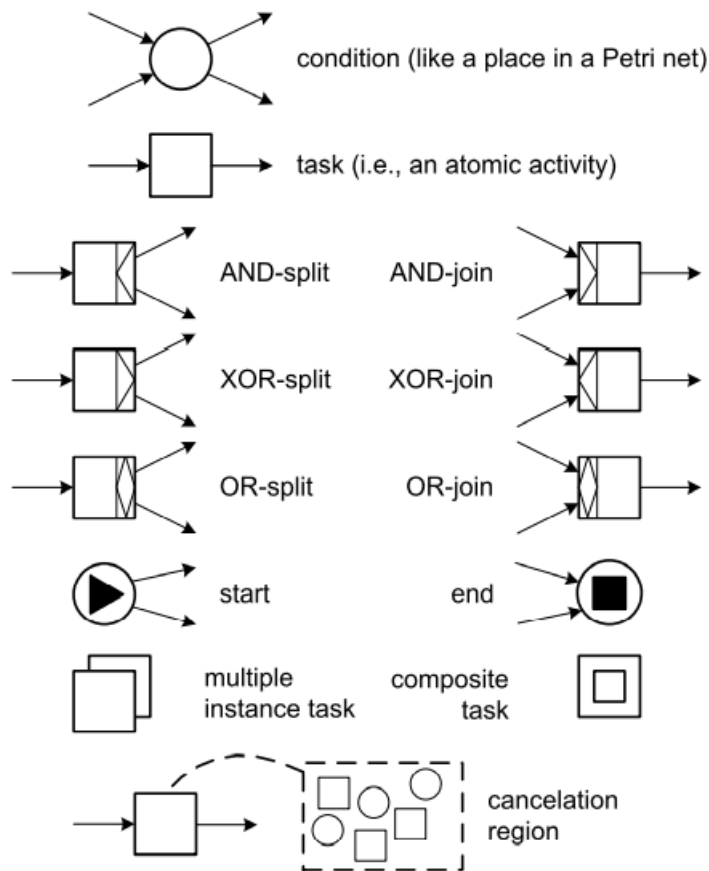 condition (like a place in a Petri net)
task (i.e., an atomic activity)
AND-split
AND-join
XOR-split
XOR-join
OR-split
OR-join
start
end
multiple
instance task
composite
task
cancelation
region